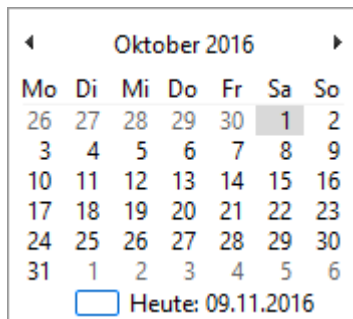 Oktober 2016
Mo Di Mi Do Fr Sa So
26 27 28 29 30 1 2
3 4 5 6 7 8 9
10 11 12 13 14 15 16
17 18 19 20 21 22 23
24 25 26 27 28 29 30
31 1 2 3 4 5 6
Heute: 09.11.2016